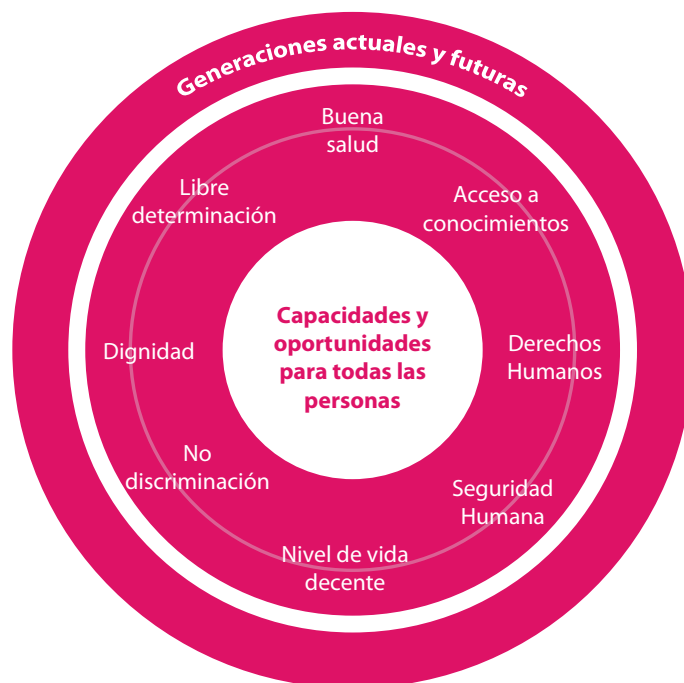 Generaciones actuales y futuras
Buena
salud
Acceso a
conocimientos
Derechos
Humanos
Seguridad
Humana
Nivel de vida
decente
No
discriminación
Dignidad
Libre
determinación
Capacidades y
oportunidades
para todas las
personas